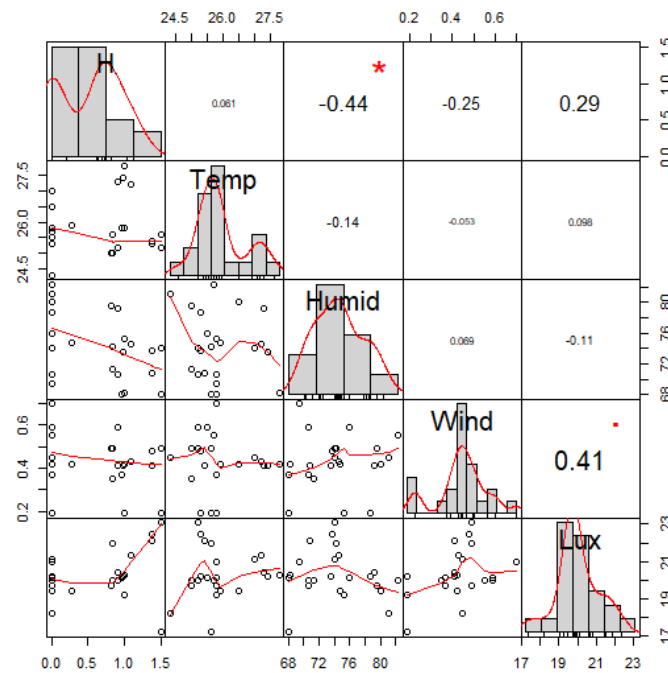 24.5 26.0 27.5 0.2 0.4 0.6
H 0.061 -0.44 * -0.25 0.29 0.0 0.5 1.0 1.5
24.5 26.0 27.5 Temp -0.14 -0.053 0.098
Humid 0.069 -0.11 68 72 76 80
0.2 0.4 0.6 Wind 0.41 .
Lux 17 19 21 23
0.0 0.5 1.0 1.5 68 72 76 80 17 19 21 23